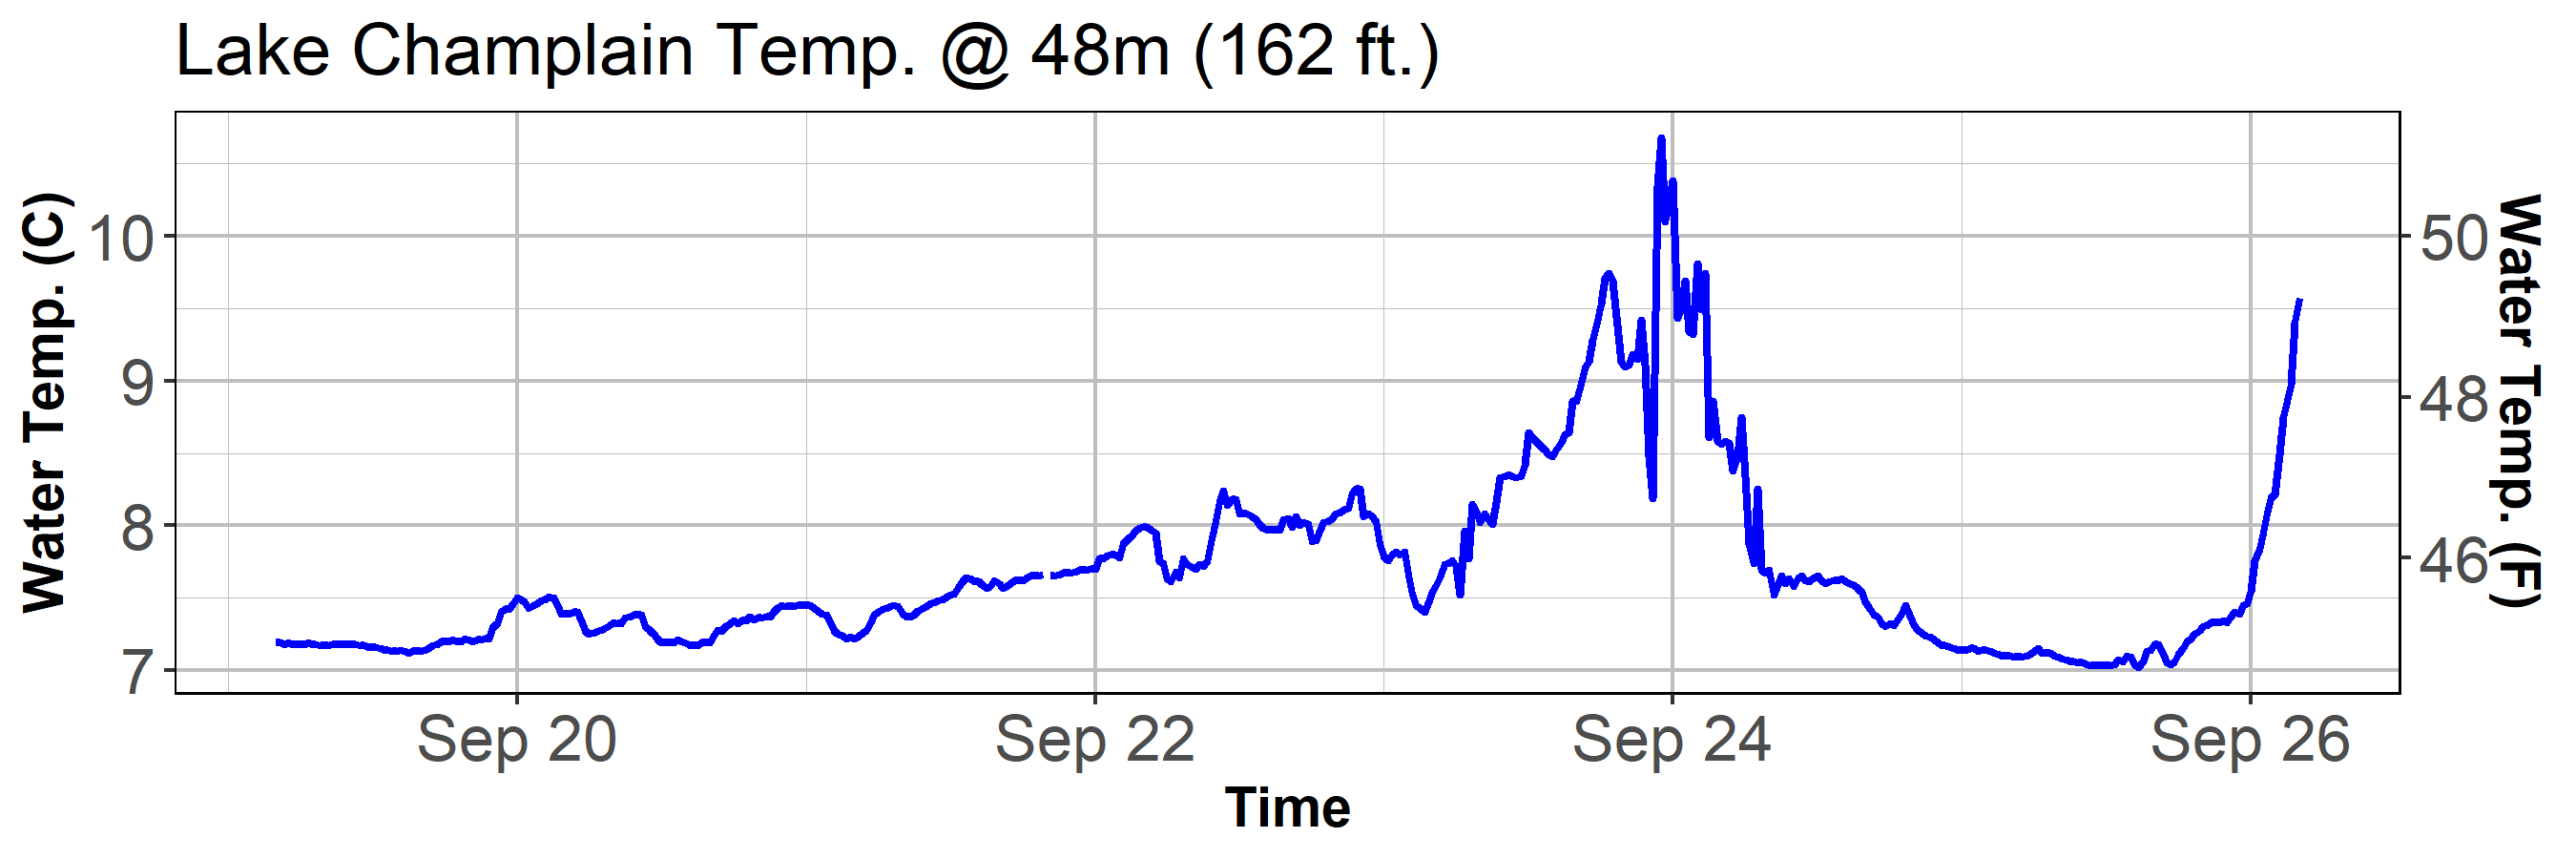 Lake Champlain Temp. @ 48m (162 ft.)
Water Temp. (C)
10
9
8
7
50
48
46
Water Temp. (F)
Sep 20
Sep 22
Sep 24
Sep 26
Time